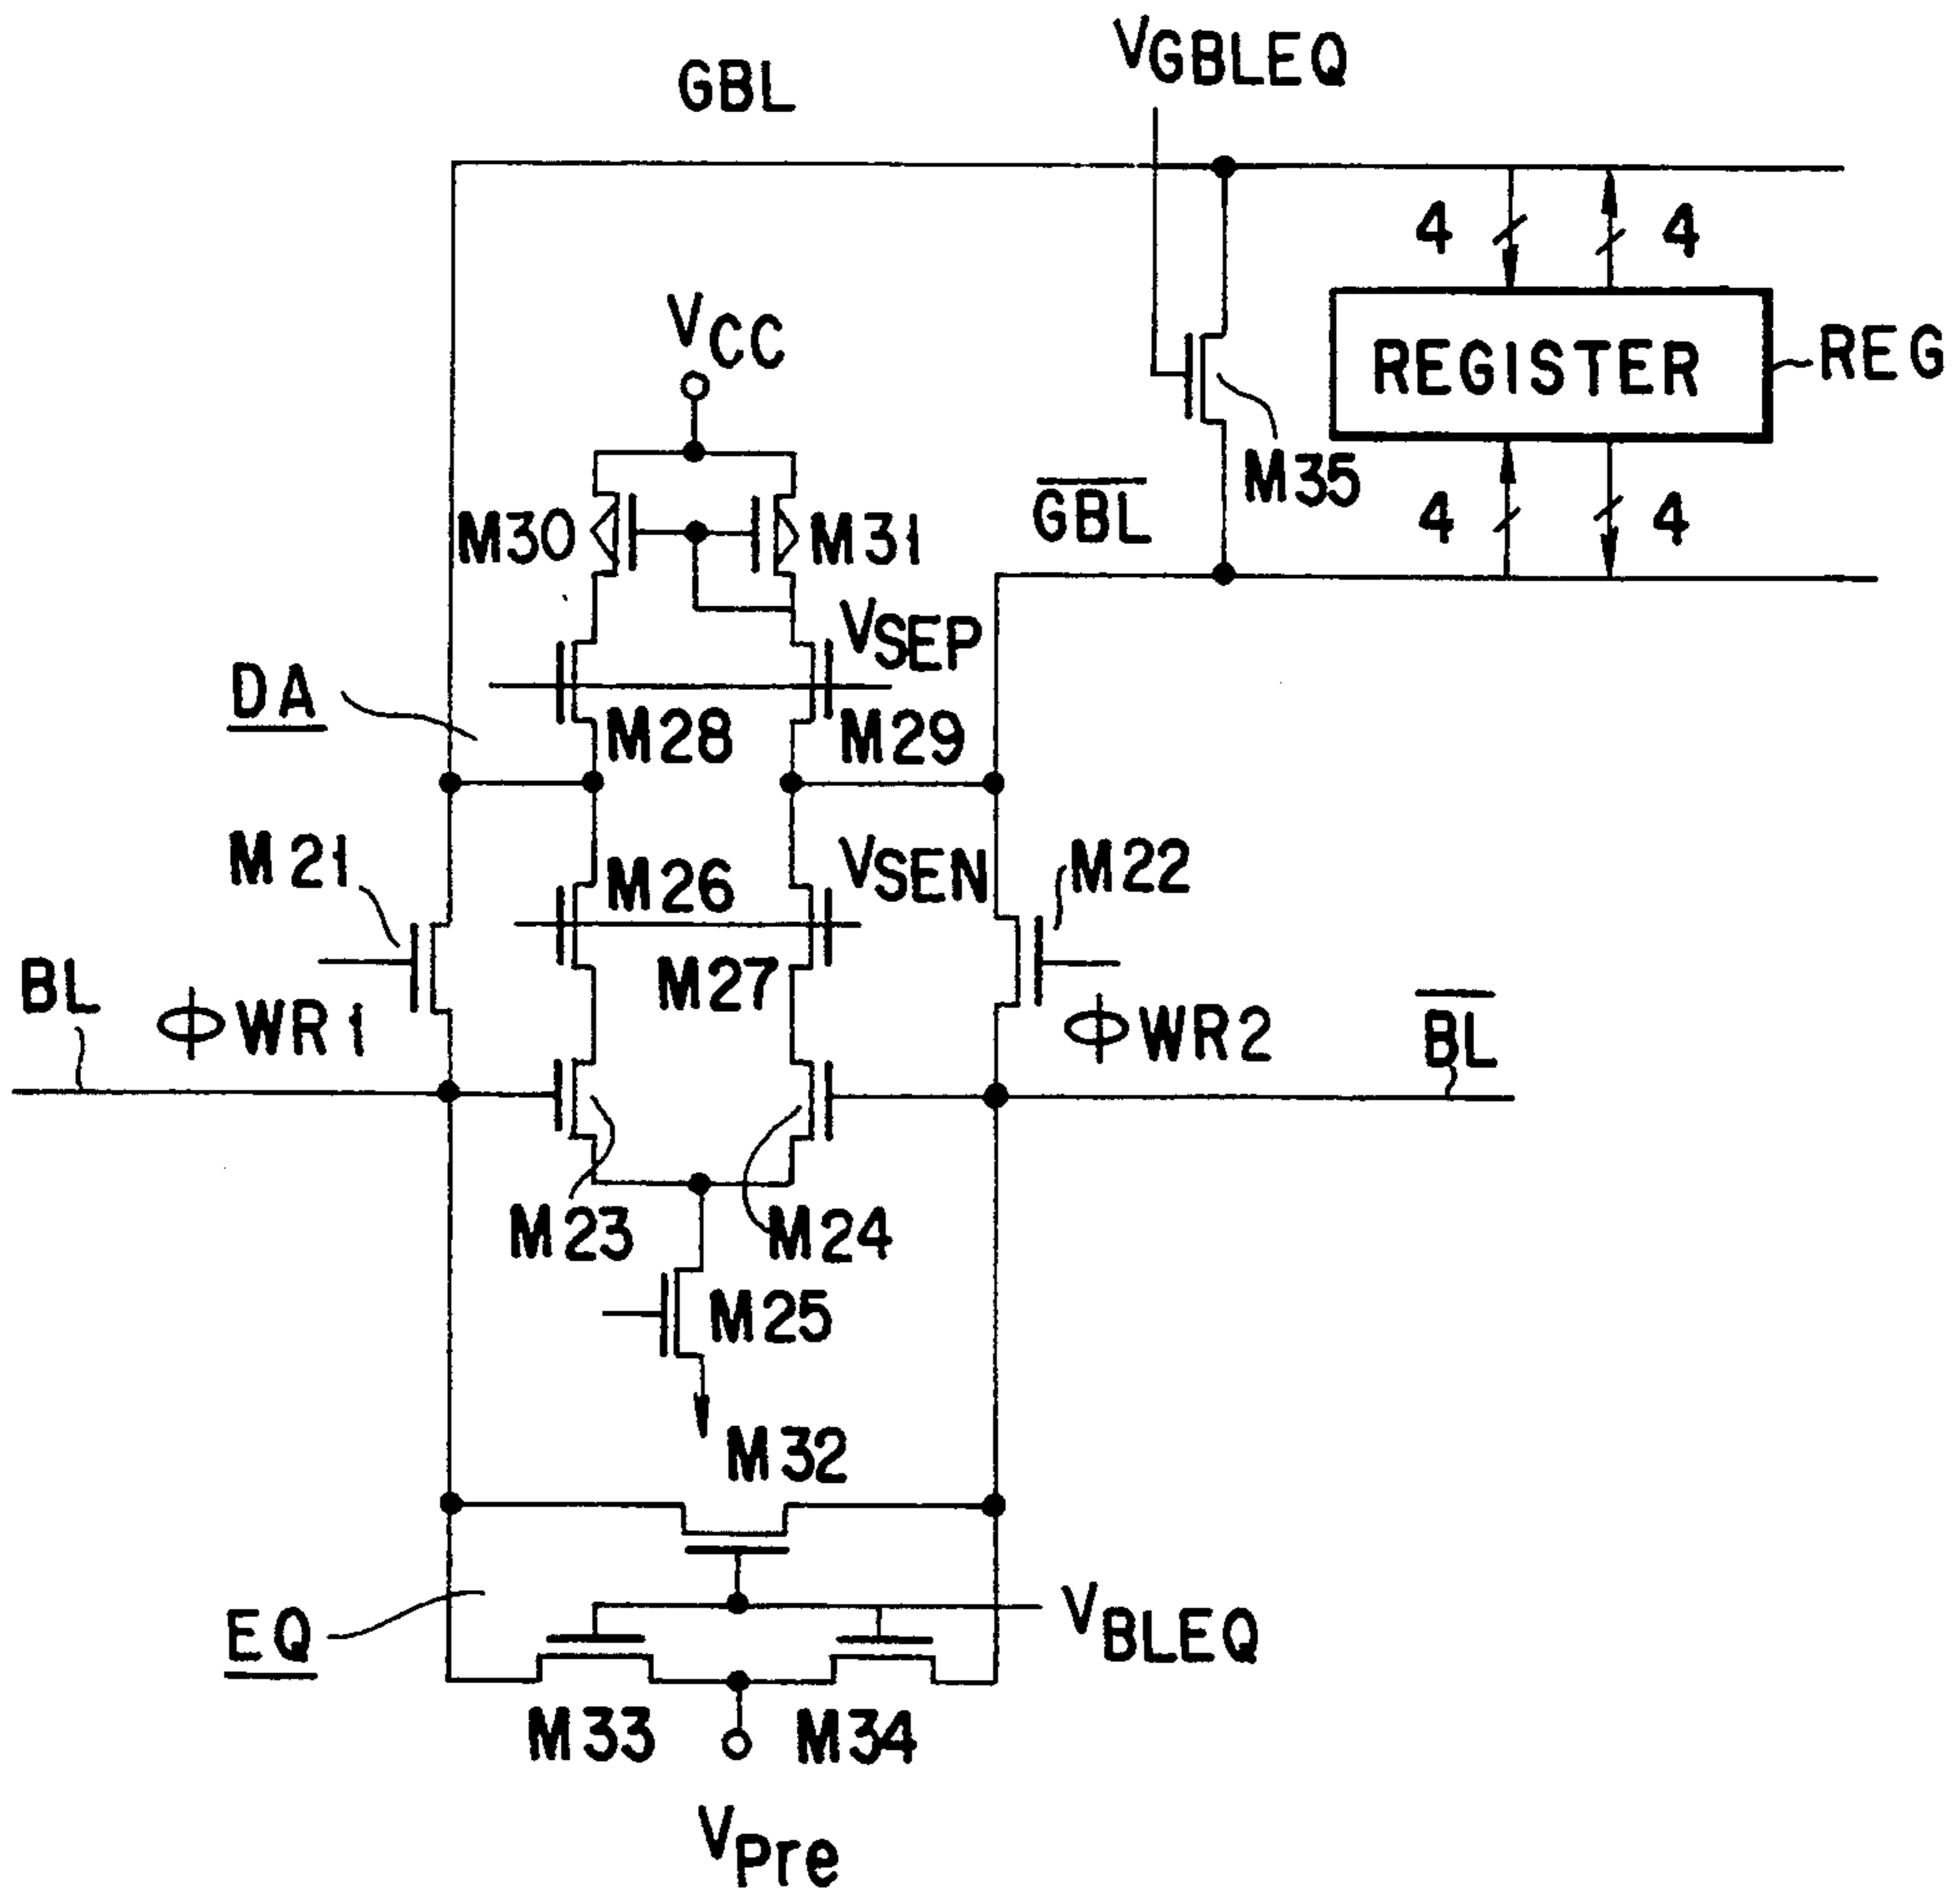 GBL
VGBLEQ
4 4
VCC
REGISTER
REG
M30
M31
M35
GBL
4 4
VSEP
DA
M28
M29
M21
M26
VSEN
M22
M27
BL
ΦWR1
ΦWR2
BL
M23
M24
M25
M32
EQ
VBLEQ
M33
M34
VPre